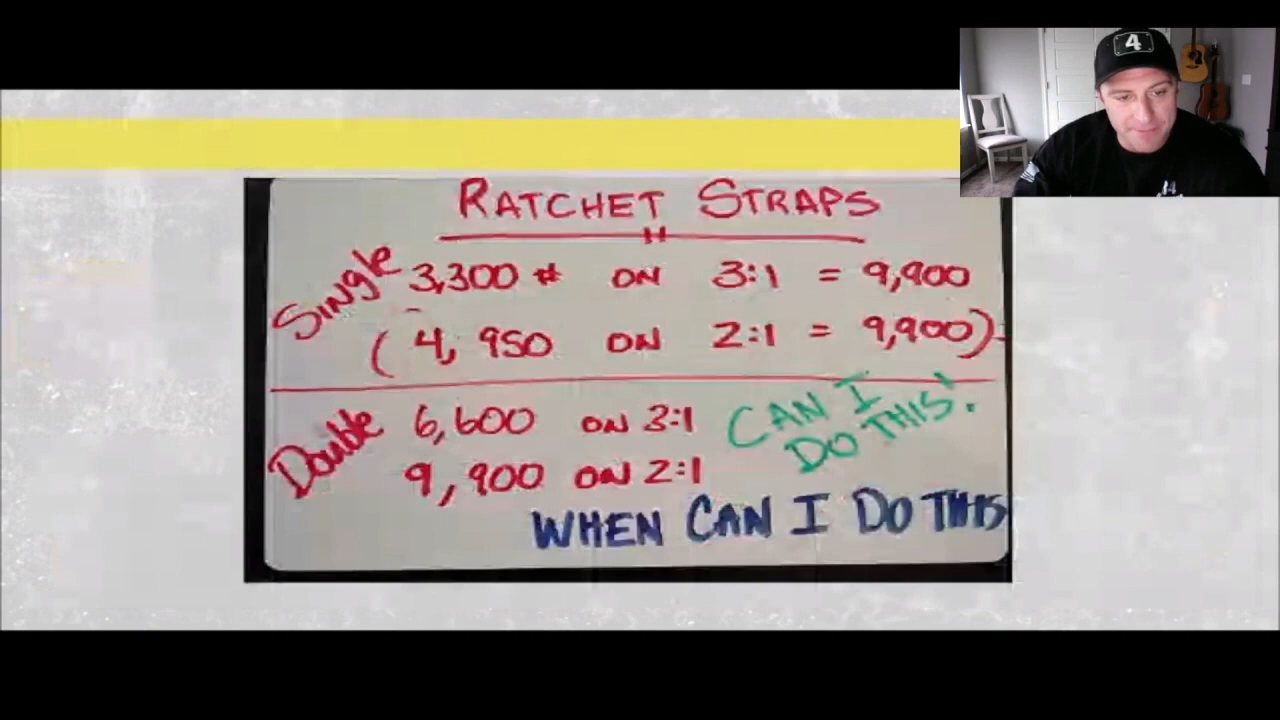 4
RATCHET STRAPS
Single 3,300 # ON 3:1 = 9,900
(4,950 ON 2:1 = 9,900)
Double 6,600 ON 3:1
9,900 ON 2:1
CAN I
DO THIS!
WHEN CAN I DO THIS